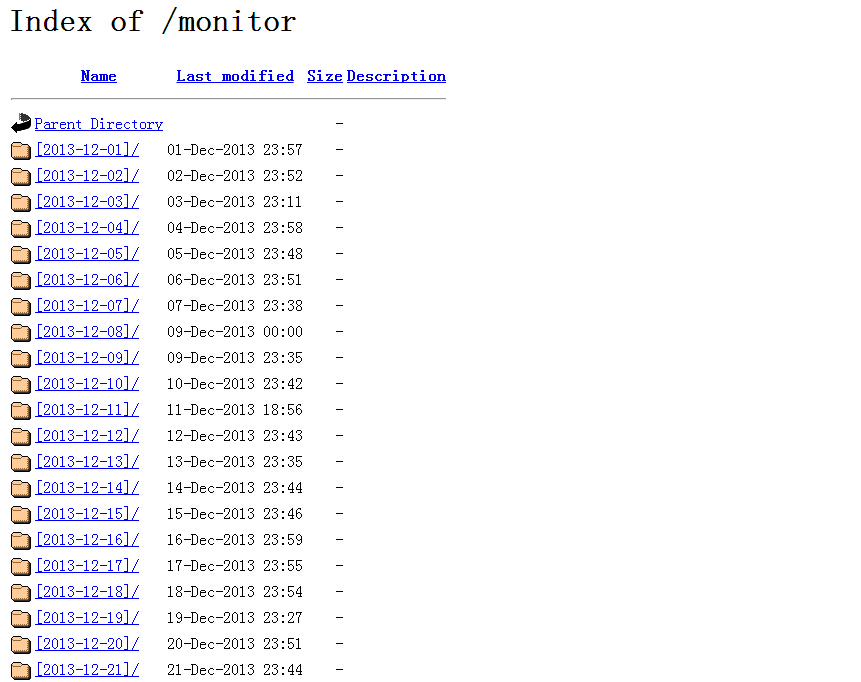 Index of /monitor
Name Last modified Size Description
Parent Directory -
[2013-12-01]/ 01-Dec-2013 23:57 -
[2013-12-02]/ 02-Dec-2013 23:52 -
[2013-12-03]/ 03-Dec-2013 23:11 -
[2013-12-04]/ 04-Dec-2013 23:58 -
[2013-12-05]/ 05-Dec-2013 23:48 -
[2013-12-06]/ 06-Dec-2013 23:51 -
[2013-12-07]/ 07-Dec-2013 23:38 -
[2013-12-08]/ 09-Dec-2013 00:00 -
[2013-12-09]/ 09-Dec-2013 23:35 -
[2013-12-10]/ 10-Dec-2013 23:42 -
[2013-12-11]/ 11-Dec-2013 18:56 -
[2013-12-12]/ 12-Dec-2013 23:43 -
[2013-12-13]/ 13-Dec-2013 23:35 -
[2013-12-14]/ 14-Dec-2013 23:44 -
[2013-12-15]/ 15-Dec-2013 23:46 -
[2013-12-16]/ 16-Dec-2013 23:59 -
[2013-12-17]/ 17-Dec-2013 23:55 -
[2013-12-18]/ 18-Dec-2013 23:54 -
[2013-12-19]/ 19-Dec-2013 23:27 -
[2013-12-20]/ 20-Dec-2013 23:51 -
[2013-12-21]/ 21-Dec-2013 23:44 -